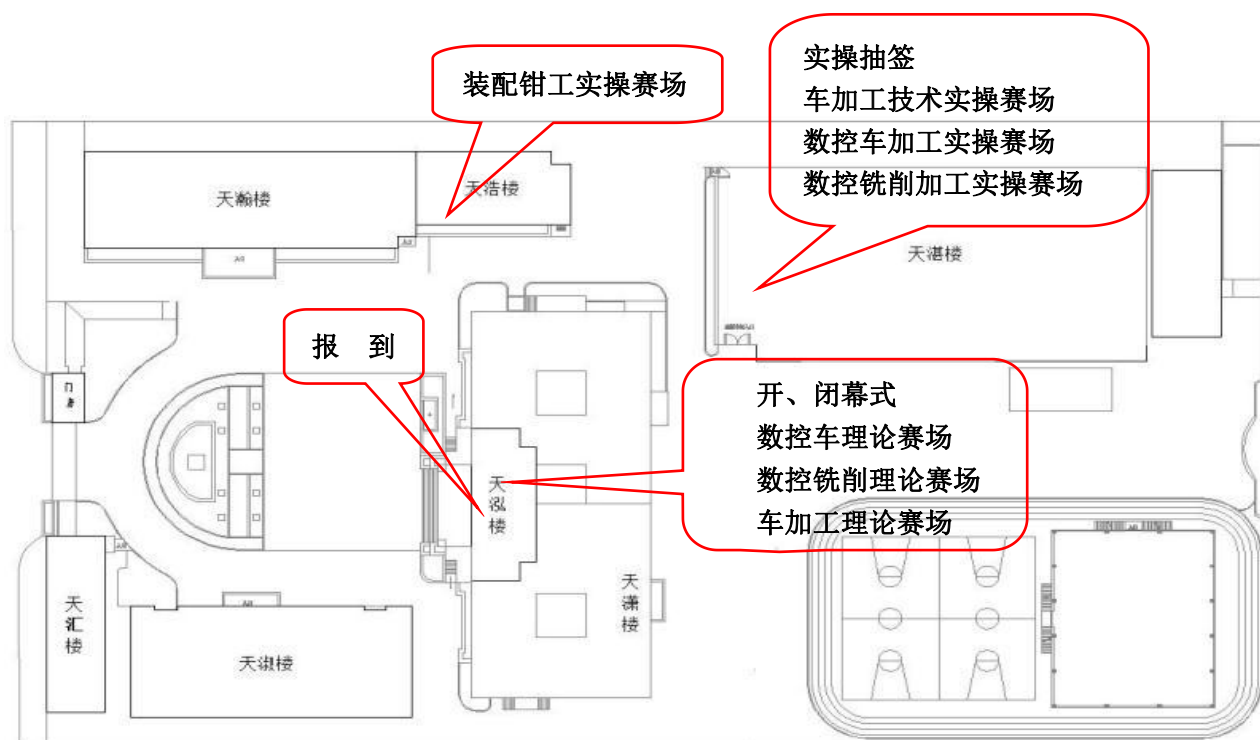 实操抽签
车加工技术实操赛场
数控车加工实操赛场
数控铣削加工实操赛场
装配钳工实操赛场
天瀚楼
天浩楼
天湛楼
报 到
开、闭幕式
数控车理论赛场
数控铣削理论赛场
车加工理论赛场
天泓楼
天潇楼
天汇楼
天淑楼